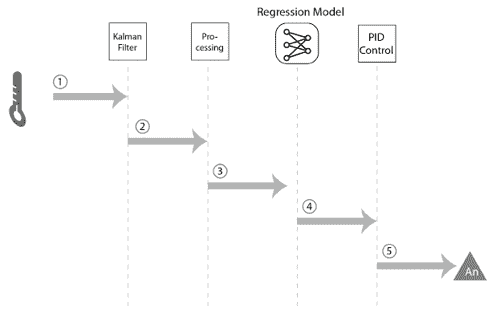 Regression Model
Kalman
Filter
Pro-
cessing
PID
Control
1
2
3
4
5
An